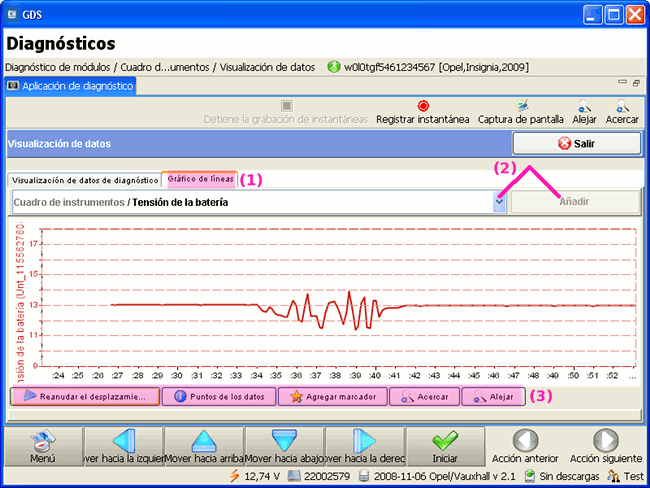 GDS
Diagnósticos
Diagnóstico de módulos / Cuadro d...umentos / Visualización de datos w0l0tgf5461234567 [Opel,Insignia,2009]
Aplicación de diagnóstico
Detiene la grabación de instantáneas Registrar instantánea Captura de pantalla Alejar Acercar
Visualización de datos Salir
(2)
Visualización de datos de diagnóstico Gráfico de líneas (1)
Cuadro de instrumentos / Tensión de la batería Añadir
nsión de la batería (Unt_115562760
17
15
13
11
9
:24 :25 :26 :27 :28 :29 :30 :31 :32 :33 :34 :35 :36 :37 :38 :39 :40 :41 :42 :43 :44 :45 :46 :47 :48 :49 :50 :51 :52 ...
Reanudar el desplazamie... Puntos de los datos Agregar marcador Acercar Alejar (3)
Menú over hacia la izquier Mover hacia arriba Mover hacia abajo over hacia la derec Iniciar Acción anterior Acción siguiente
12,74 V 22002579 2008-11-06 Opel/Vauxhall v 2.1 Sin descargas Test